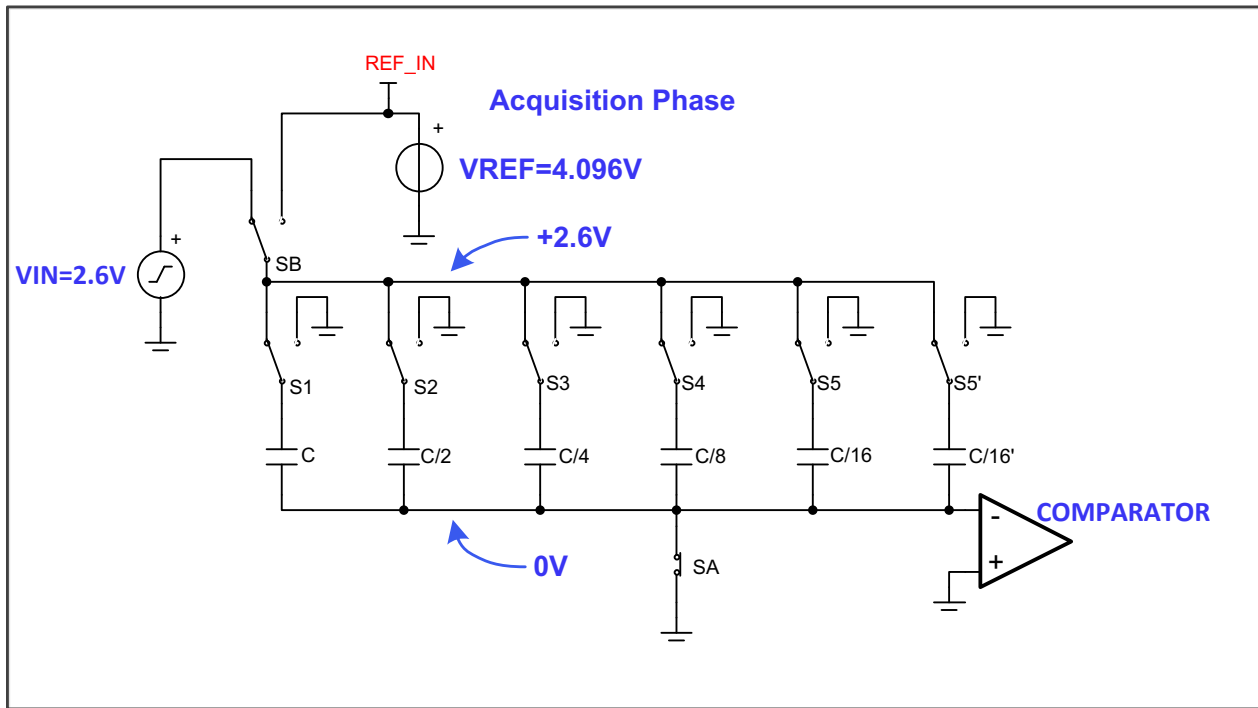 REF_IN
Acquisition Phase
+
VREF=4.096V
+2.6V
+
SB
VIN=2.6V
S1
S2
S3
S4
S5
S5'
C
C/2
C/4
C/8
C/16
C/16'
-
COMPARATOR
+
0V
SA